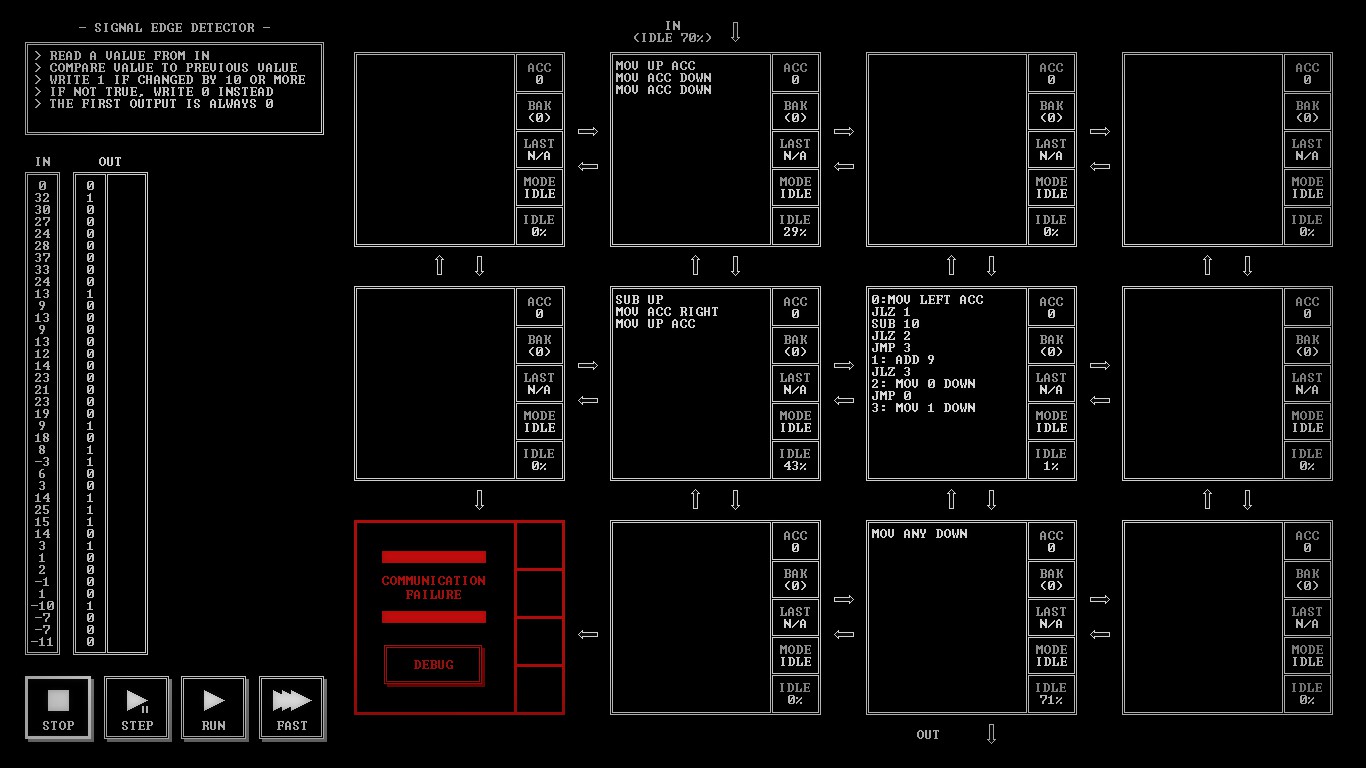 - SIGNAL EDGE DETECTOR -
> READ A VALUE FROM IN
> COMPARE VALUE TO PREVIOUS VALUE
> WRITE 1 IF CHANGED BY 10 OR MORE
> IF NOT TRUE, WRITE 0 INSTEAD
> THE FIRST OUTPUT IS ALWAYS 0
IN OUT
0 0
32 1
30 0
27 0
24 0
28 0
37 0
33 0
24 0
13 1
9 0
13 0
9 0
13 0
12 0
14 0
23 0
21 0
23 0
19 0
9 1
18 0
8 1
-3 1
6 0
3 0
14 1
25 1
15 1
14 0
3 1
1 0
2 0
-1 0
1 0
-10 1
-7 0
-7 0
-11 0
STOP
STEP
RUN
FAST
IN
(IDLE 70%)
ACC
0
BAK
(0)
LAST
N/A
MODE
IDLE
IDLE
0%
MOV UP ACC
MOV ACC DOWN
MOV ACC DOWN
ACC
0
BAK
(0)
LAST
N/A
MODE
IDLE
IDLE
29%
ACC
0
BAK
(0)
LAST
N/A
MODE
IDLE
IDLE
0%
ACC
0
BAK
(0)
LAST
N/A
MODE
IDLE
IDLE
0%
ACC
0
BAK
(0)
LAST
N/A
MODE
IDLE
IDLE
0%
SUB UP
MOV ACC RIGHT
MOV UP ACC
ACC
0
BAK
(0)
LAST
N/A
MODE
IDLE
IDLE
43%
0:MOV LEFT ACC
JLZ 1
SUB 10
JLZ 2
JMP 3
1: ADD 9
JLZ 3
2: MOV 0 DOWN
JMP 0
3: MOV 1 DOWN
ACC
0
BAK
(0)
LAST
N/A
MODE
IDLE
IDLE
1%
ACC
0
BAK
(0)
LAST
N/A
MODE
IDLE
IDLE
0%
COMMUNICATION
FAILURE
DEBUG
ACC
0
BAK
(0)
LAST
N/A
MODE
IDLE
IDLE
0%
MOV ANY DOWN
ACC
0
BAK
(0)
LAST
N/A
MODE
IDLE
IDLE
71%
ACC
0
BAK
(0)
LAST
N/A
MODE
IDLE
IDLE
0%
OUT